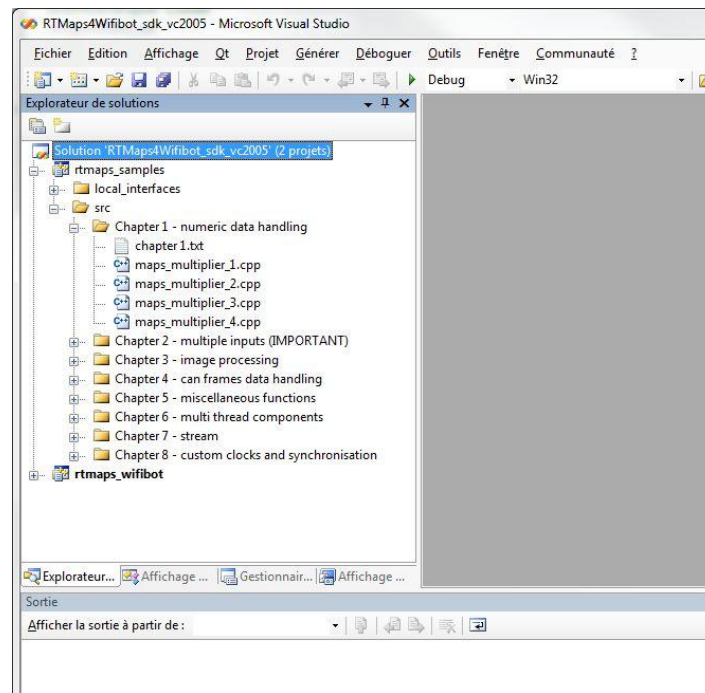 RTMaps4Wifibot_sdk_vc2005 - Microsoft Visual Studio
Fichier Edition Affichage Qt Projet Générer Déboguer Outils Fenêtre Communauté ?
Debug Win32
Explorateur de solutions
Solution 'RTMaps4Wifibot_sdk_vc2005' (2 projets)
rtmaps_samples
local_interfaces
src
Chapter 1 - numeric data handling
chapter1.txt
maps_multiplier_1.cpp
maps_multiplier_2.cpp
maps_multiplier_3.cpp
maps_multiplier_4.cpp
Chapter 2 - multiple inputs (IMPORTANT)
Chapter 3 - image processing
Chapter 4 - can frames data handling
Chapter 5 - miscellaneous functions
Chapter 6 - multi thread components
Chapter 7 - stream
Chapter 8 - custom clocks and synchronisation
rtmaps_wifibot
Explorateur... Affichage ... Gestionnair... Affichage ...
Sortie
Afficher la sortie à partir de :